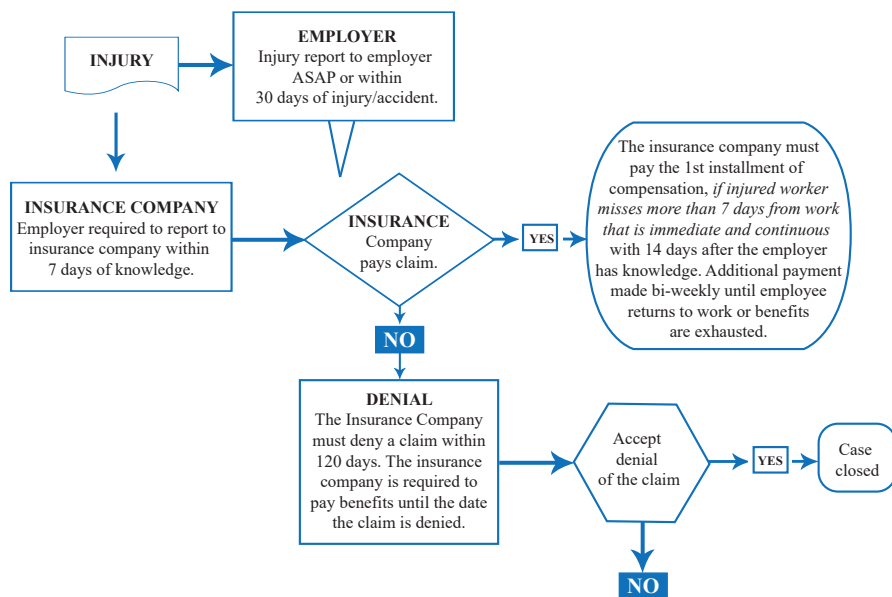 INJURY
EMPLOYER
Injury report to employer
ASAP or within
30 days of injury/accident.
INSURANCE COMPANY
Employer required to report to
insurance company within
7 days of knowledge.
INSURANCE
Company
pays claim.
YES
The insurance company must
pay the 1st installment of
compensation, if injured worker
misses more than 7 days from work
that is immediate and continuous
with 14 days after the employer
has knowledge. Additional payment
made bi-weekly until employee
returns to work or benefits
are exhausted.
NO
DENIAL
The Insurance Company
must deny a claim within
120 days. The insurance
company is required to
pay benefits until the date
the claim is denied.
Accept
denial
of the claim
YES
Case
closed
NO